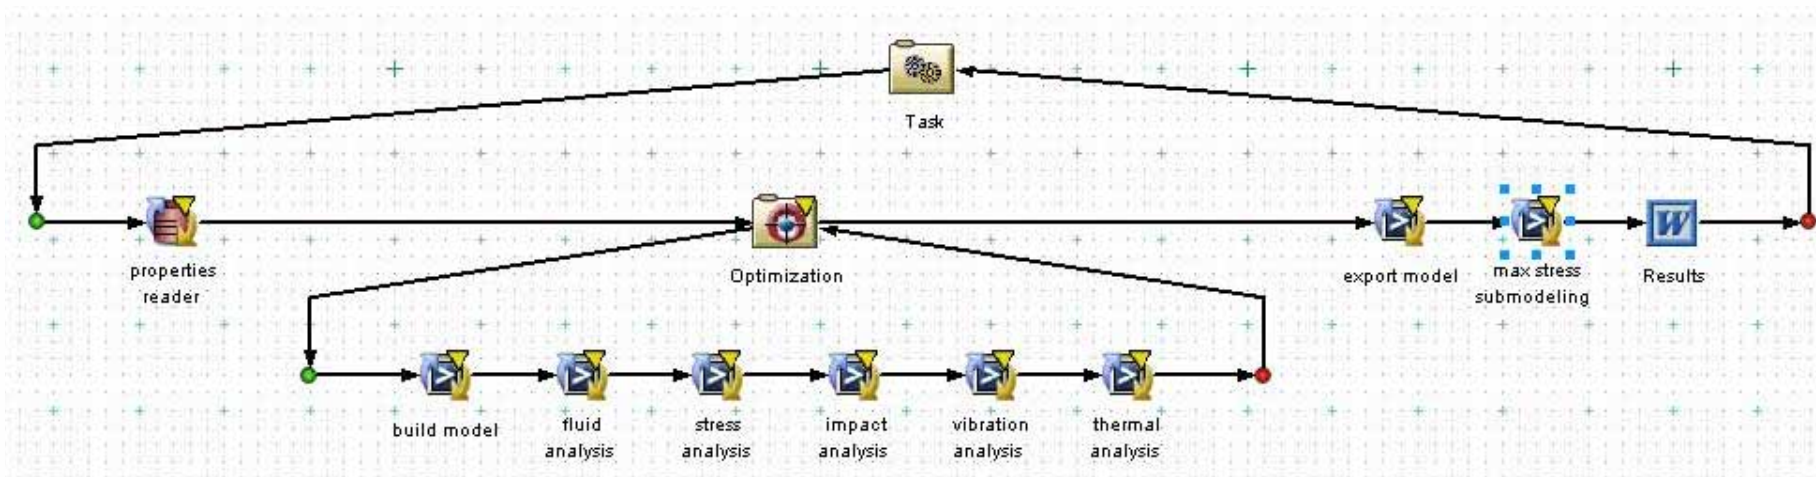 Task
properties
reader
Optimization
export model
max stress
submodeling
W
Results
build model
fluid
analysis
stress
analysis
impact
analysis
vibration
analysis
thermal
analysis